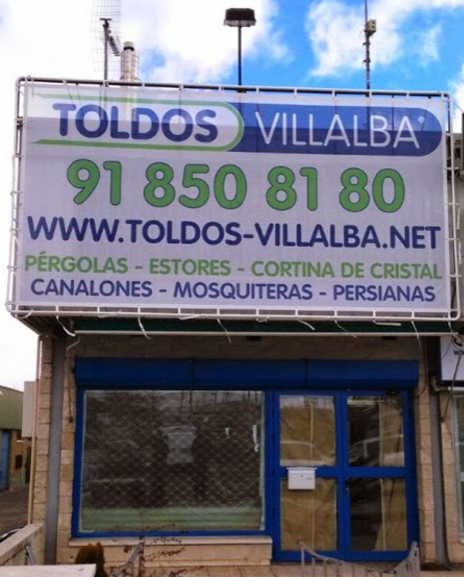 TOLDOS VILLALBA
91 850 81 80
WWW.TOLDOS-VILLALBA.NET
PÉRGOLAS - ESTORES - CORTINA DE CRISTAL
CANALONES - MOSQUITERAS - PERSIANAS